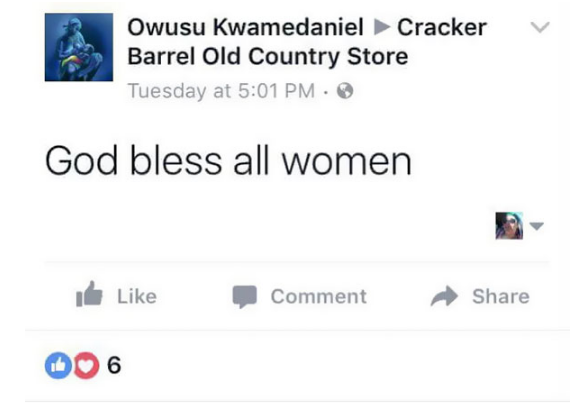 Owusu Kwamedaniel ▶ Cracker
Barrel Old Country Store
Tuesday at 5:01 PM ·
God bless all women
Like Comment Share
6